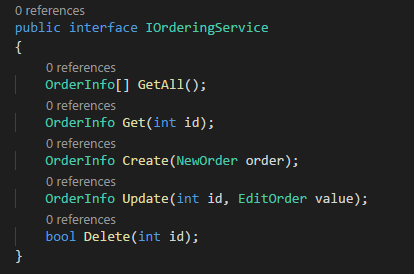 0 references
public interface IOrderingService
{
0 references
OrderInfo[] GetAll();
0 references
OrderInfo Get(int id);
0 references
OrderInfo Create(NewOrder order);
0 references
OrderInfo Update(int id, EditOrder value);
0 references
bool Delete(int id);
}